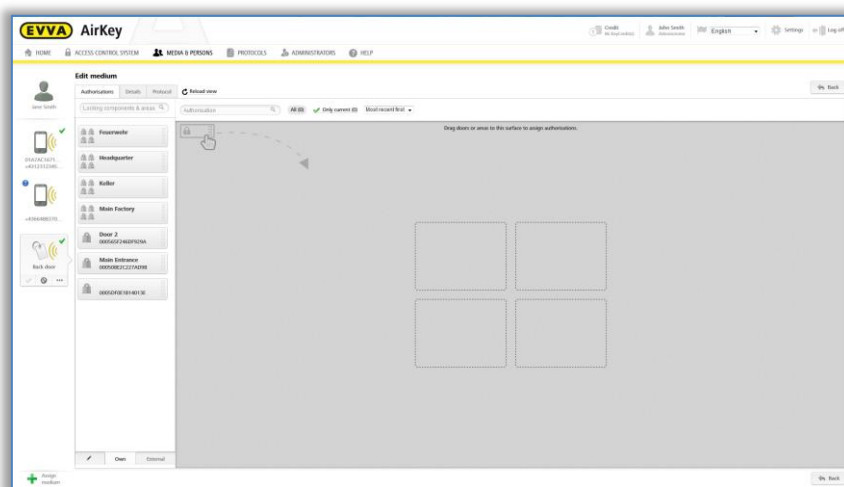 EVVA AirKey
Credit
John Smith
Administrator
English
Settings
Log off
HOME
ACCESS CONTROL SYSTEM
MEDIA & PERSONS
PROTOCOLS
ADMINISTRATORS
HELP
Edit medium
Back
Authorisations
Details
Protocol
Reload view
Jane Smith
Locking components & areas
Authorisation
All (0)
Only current (0)
Most recent first
Drag doors or areas to this surface to assign authorisations.
Feuerwehr
Headquarter
Keller
Main Factory
Door 2
Main Entrance
Back door
Own
External
Assign
medium
Back